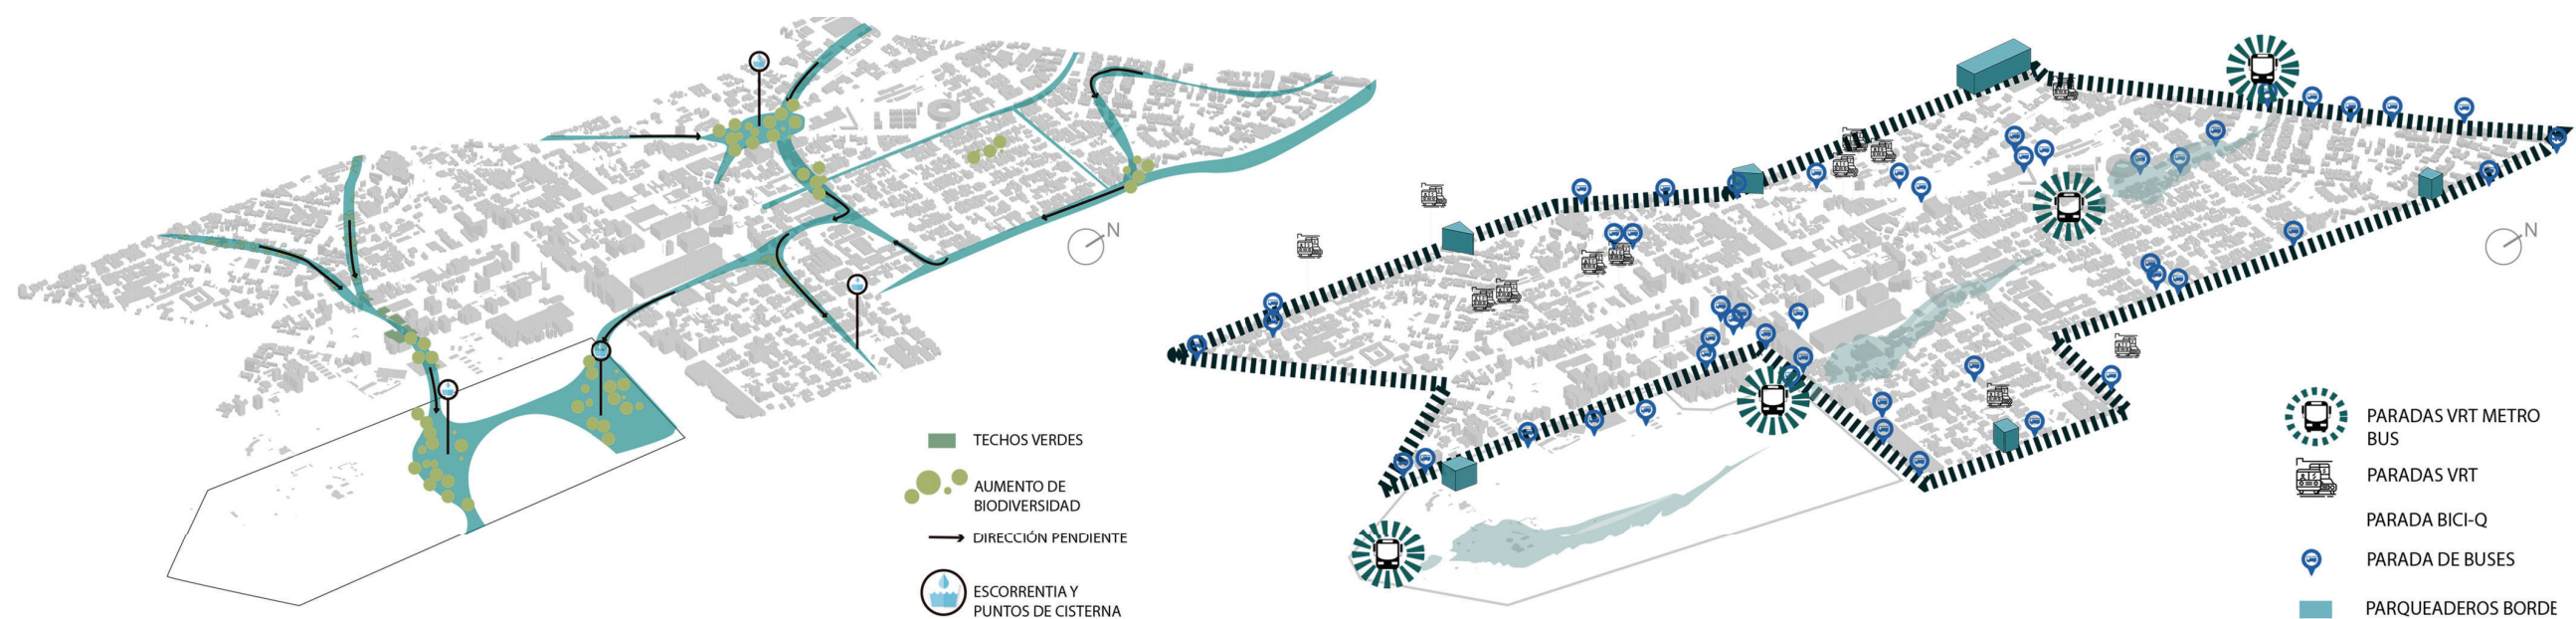 N
TECHOS VERDES
AUMENTO DE
BIODIVERSIDAD
DIRECCIÓN PENDIENTE
ESCORRENTIA Y
PUNTOS DE CISTERNA
N
PARADAS VRT METRO
BUS
PARADAS VRT
PARADA BICI-Q
PARADA DE BUSES
PARQUEADEROS BORDE